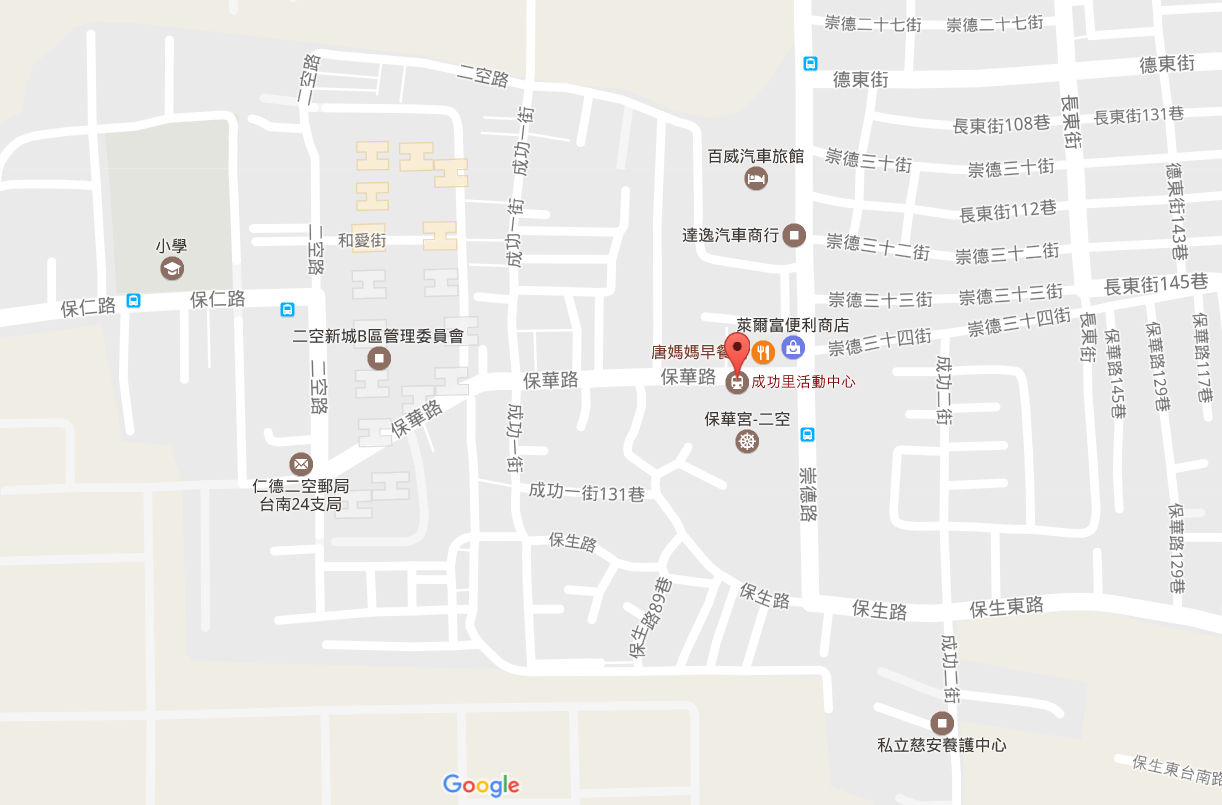 崇德二十七街
崇德二十七街
二空路
二空路
德東街
德東街
長東街
成功一街
長東街108巷
長東街131巷
百威汽車旅館
崇德三十街
崇德三十街
德東街143巷
長東街112巷
成功一街
達逸汽車商行
崇德三十二街
崇德三十二街
小學
和愛街
二空路
保仁路
保仁路
崇德三十三街
崇德三十三街
長東街145巷
萊爾富便利商店
二空新城B區管理委員會
唐媽媽早餐
崇德三十四街
崇德三十四街
長東街
保華路145巷
保華路129巷
保華路117巷
二空路
保華路
保華路
成功里活動中心
成功二街
保華路
成功一街
保華宮-二空
仁德二空郵局
台南24支局
成功一街131巷
崇德路
保華路129巷
保生路
保生路89巷
保生路
保生路
保生東路
成功二街
私立慈安養護中心
保生東台南路
Google